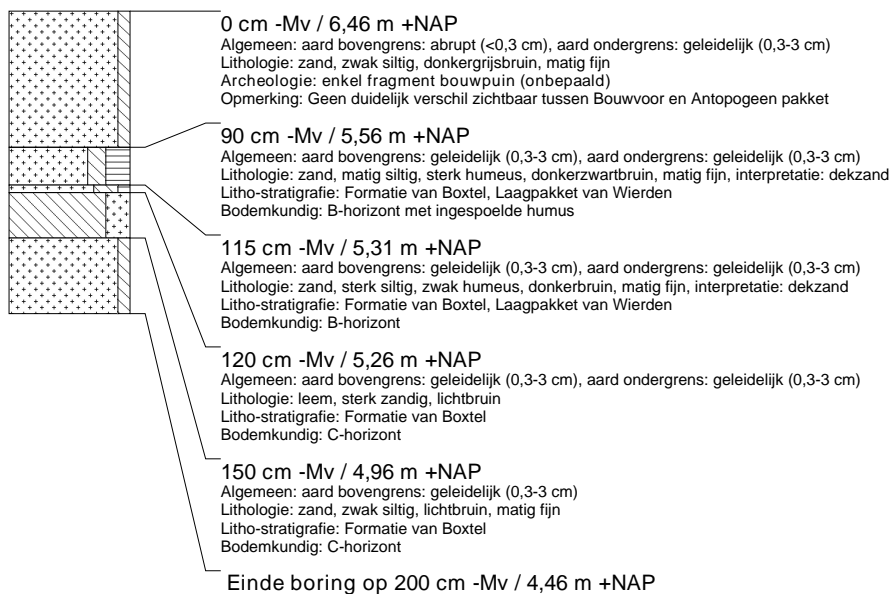 0 cm -Mv / 6,46 m +NAP
Algemeen: aard bovengrens: abrupt (<0,3 cm), aard ondergrens: geleidelijk (0,3-3 cm)
Lithologie: zand, zwak siltig, donkergrijsbruin, matig fijn
Archeologie: enkel fragment bouwpuin (onbepaald)
Opmerking: Geen duidelijk verschil zichtbaar tussen Bouwvoor en Antopogeen pakket
90 cm -Mv / 5,56 m +NAP
Algemeen: aard bovengrens: geleidelijk (0,3-3 cm), aard ondergrens: geleidelijk (0,3-3 cm)
Lithologie: zand, matig siltig, sterk humeus, donkerzwartbruin, matig fijn, interpretatie: dekzand
Litho-stratigrafie: Formatie van Boxtel, Laagpakket van Wierden
Bodemkundig: B-horizont met ingespoelde humus
115 cm -Mv / 5,31 m +NAP
Algemeen: aard bovengrens: geleidelijk (0,3-3 cm), aard ondergrens: geleidelijk (0,3-3 cm)
Lithologie: zand, sterk siltig, zwak humeus, donkerbruin, matig fijn, interpretatie: dekzand
Litho-stratigrafie: Formatie van Boxtel, Laagpakket van Wierden
Bodemkundig: B-horizont
120 cm -Mv / 5,26 m +NAP
Algemeen: aard bovengrens: geleidelijk (0,3-3 cm), aard ondergrens: geleidelijk (0,3-3 cm)
Lithologie: leem, sterk zandig, lichtbruin
Litho-stratigrafie: Formatie van Boxtel
Bodemkundig: C-horizont
150 cm -Mv / 4,96 m +NAP
Algemeen: aard bovengrens: geleidelijk (0,3-3 cm)
Lithologie: zand, zwak siltig, lichtbruin, matig fijn
Litho-stratigrafie: Formatie van Boxtel
Bodemkundig: C-horizont
Einde boring op 200 cm -Mv / 4,46 m +NAP